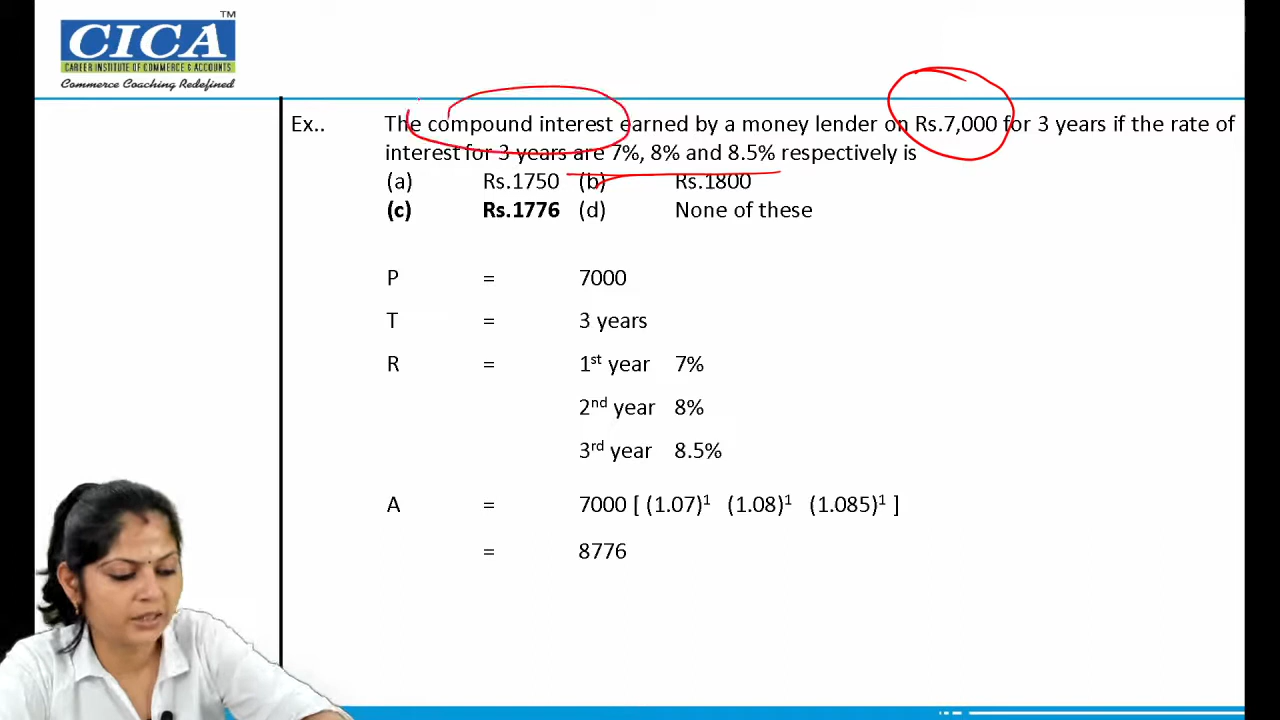 TM
CICA
CAREER INSTITUTE OF COMMERCE & ACCOUNTS
Commerce Coaching Redefined
Ex.. The compound interest earned by a money lender on Rs.7,000 for 3 years if the rate of
interest for 3 years are 7%, 8% and 8.5% respectively is
(a) Rs.1750 (b) Rs.1800
(c) Rs.1776 (d) None of these
P = 7000
T = 3 years
R = 1st year 7%
2nd year 8%
3rd year 8.5%
A = 7000 [ (1.07)¹ (1.08)¹ (1.085)¹ ]
= 8776